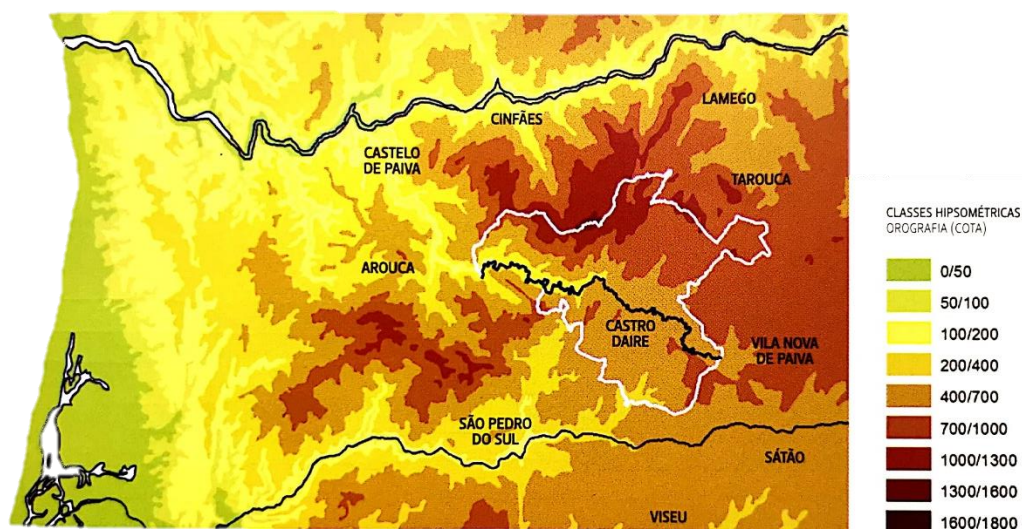 LAMEGO
CINFÃES
CASTELO
DE PAIVA
TAROUCA
AROUCA
CASTRO
DAIRE
VILA NOVA
DE PAIVA
SÃO PEDRO
DO SUL
SÁTÃO
VISEU
CLASSES HIPSOMÉTRICAS
OROGRAFIA (COTA)
0/50
50/100
100/200
200/400
400/700
700/1000
1000/1300
1300/1600
1600/1800